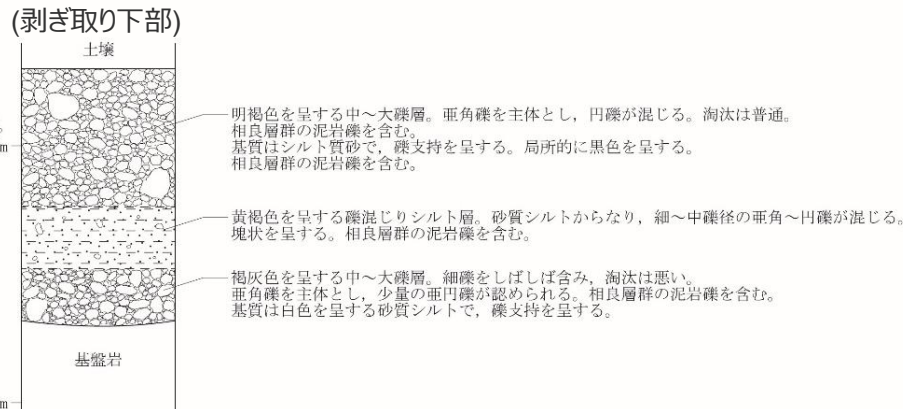 (剥ぎ取り下部)
土壌
明褐色を呈する中～大礫層。亜角礫を主体とし，円礫が混じる。淘汰は普通。
相良層群の泥岩礫を含む。
基質はシルト質砂で，礫支持を呈する。局所的に黒色を呈する。
相良層群の泥岩礫を含む。
。
m
黄褐色を呈する礫混じりシルト層。砂質シルトからなり，細～中礫径の亜角～円礫が混じる。
塊状を呈する。相良層群の泥岩礫を含む。
褐灰色を呈する中～大礫層。細礫をしばしば含み，淘汰は悪い。
亜角礫を主体とし，少量の亜円礫が認められる。相良層群の泥岩礫を含む。
基質は白色を呈する砂質シルトで，礫支持を呈する。
基盤岩
m